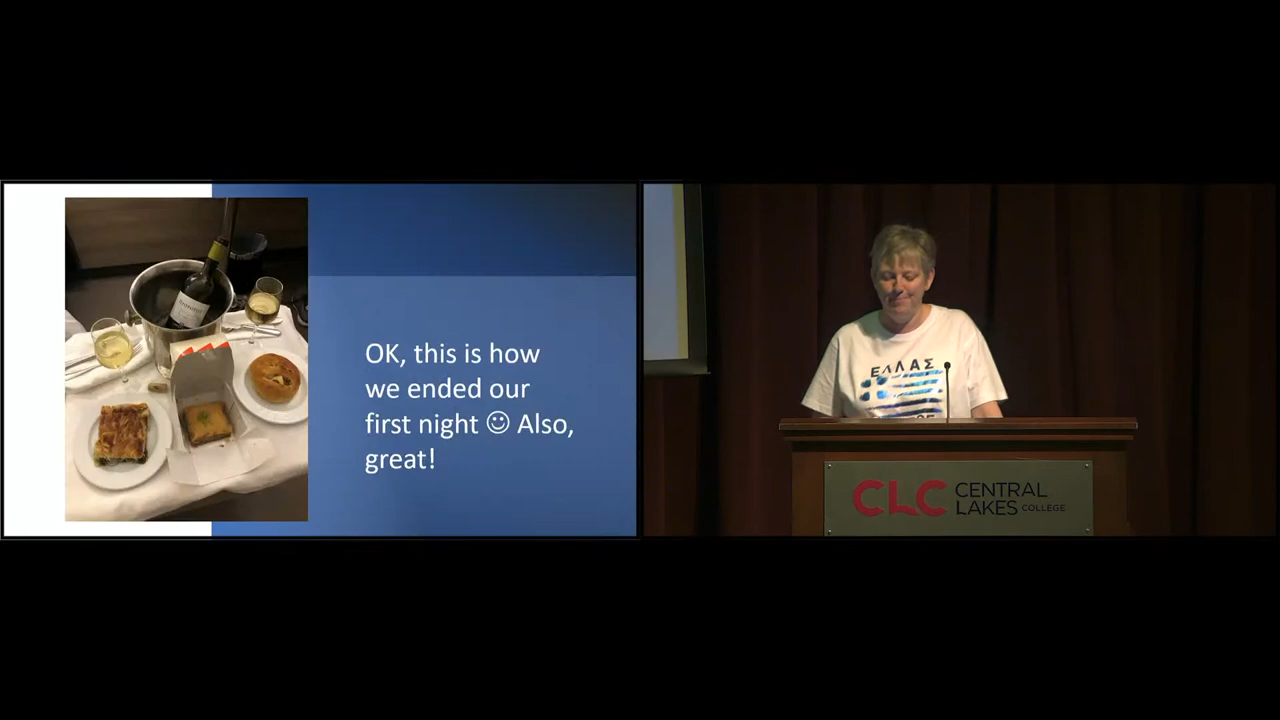 OK, this is how
we ended our
first night ☺ Also,
great!
ΕΛΛΑΣ
CLC CENTRAL
LAKES COLLEGE